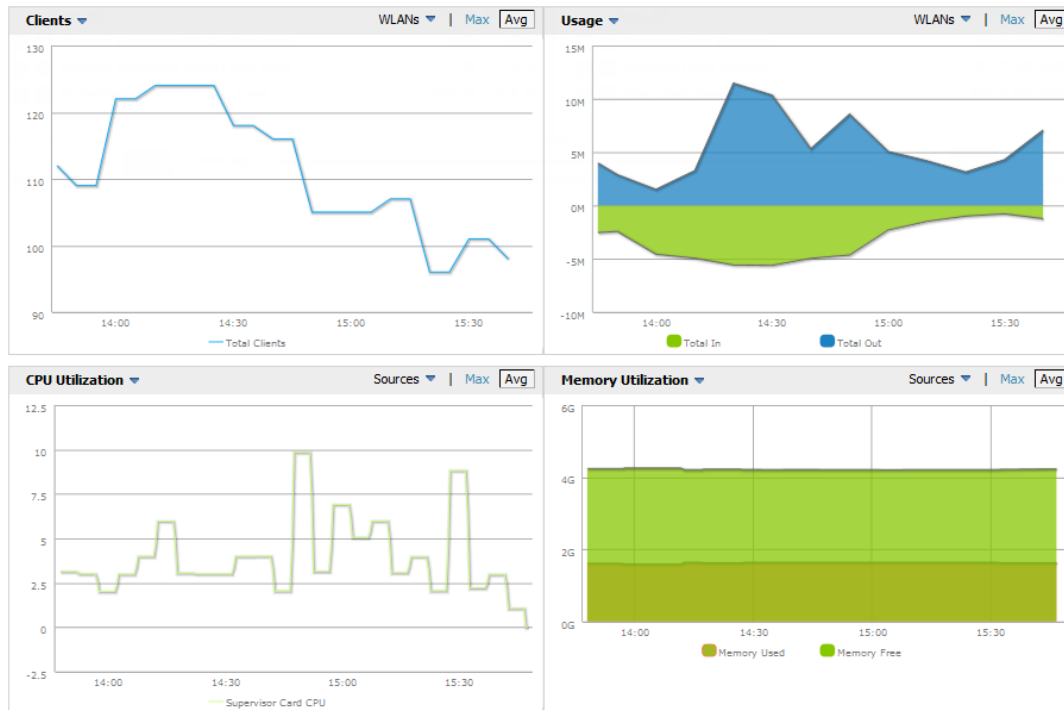 Clients WLANs | Max Avg
130
120
110
100
90
14:00 14:30 15:00 15:30
Total Clients
Usage WLANs | Max Avg
15M
10M
5M
0M
-5M
-10M
14:00 14:30 15:00 15:30
Total In Total Out
CPU Utilization Sources | Max Avg
12.5
10
7.5
5
2.5
0
-2.5
14:00 14:30 15:00 15:30
Supervisor Card CPU
Memory Utilization Sources | Max Avg
6G
4G
2G
0G
14:00 14:30 15:00 15:30
Memory Used Memory Free